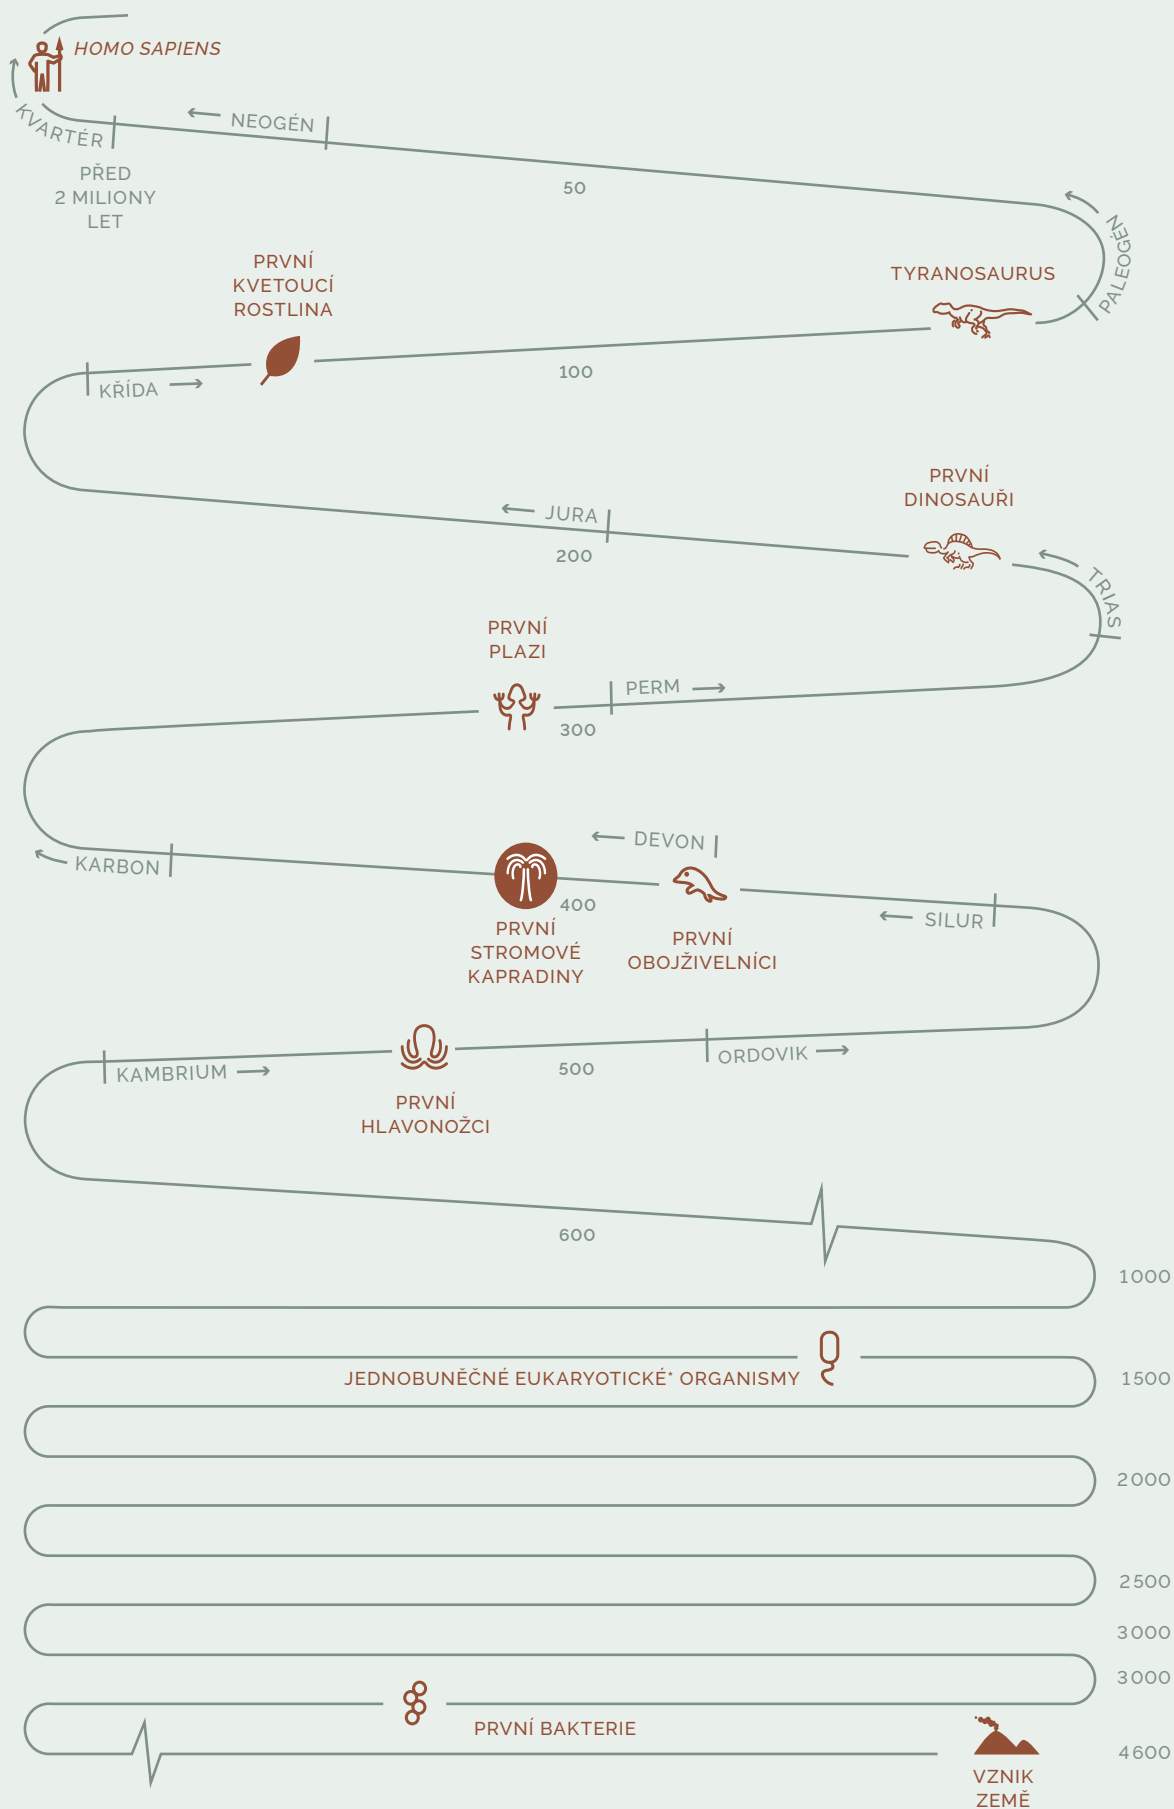 HOMO SAPIENS
KVARTÉR
NEOGÉN
PŘED
2 MILIONY
LET
50
PALEOGÉN
PRVNÍ
KVETOUCÍ
ROSTLINA
TYRANOSAURUS
100
KŘÍDA
PRVNÍ
DINOSAUŘI
JURA
200
TRIAS
PRVNÍ
PLAZI
PERM
300
DEVON
KARBON
400
SILUR
PRVNÍ
STROMOVÉ
KAPRADINY
PRVNÍ
OBOJŽIVELNÍCI
ORDOVIK
KAMBRIUM
500
PRVNÍ
HLAVONOŽCI
600
1000
JEDNOBUNĚČNÉ EUKARYOTICKÉ* ORGANISMY
1500
2000
2500
3000
3000
PRVNÍ BAKTERIE
4600
VZNIK
ZEMĚ